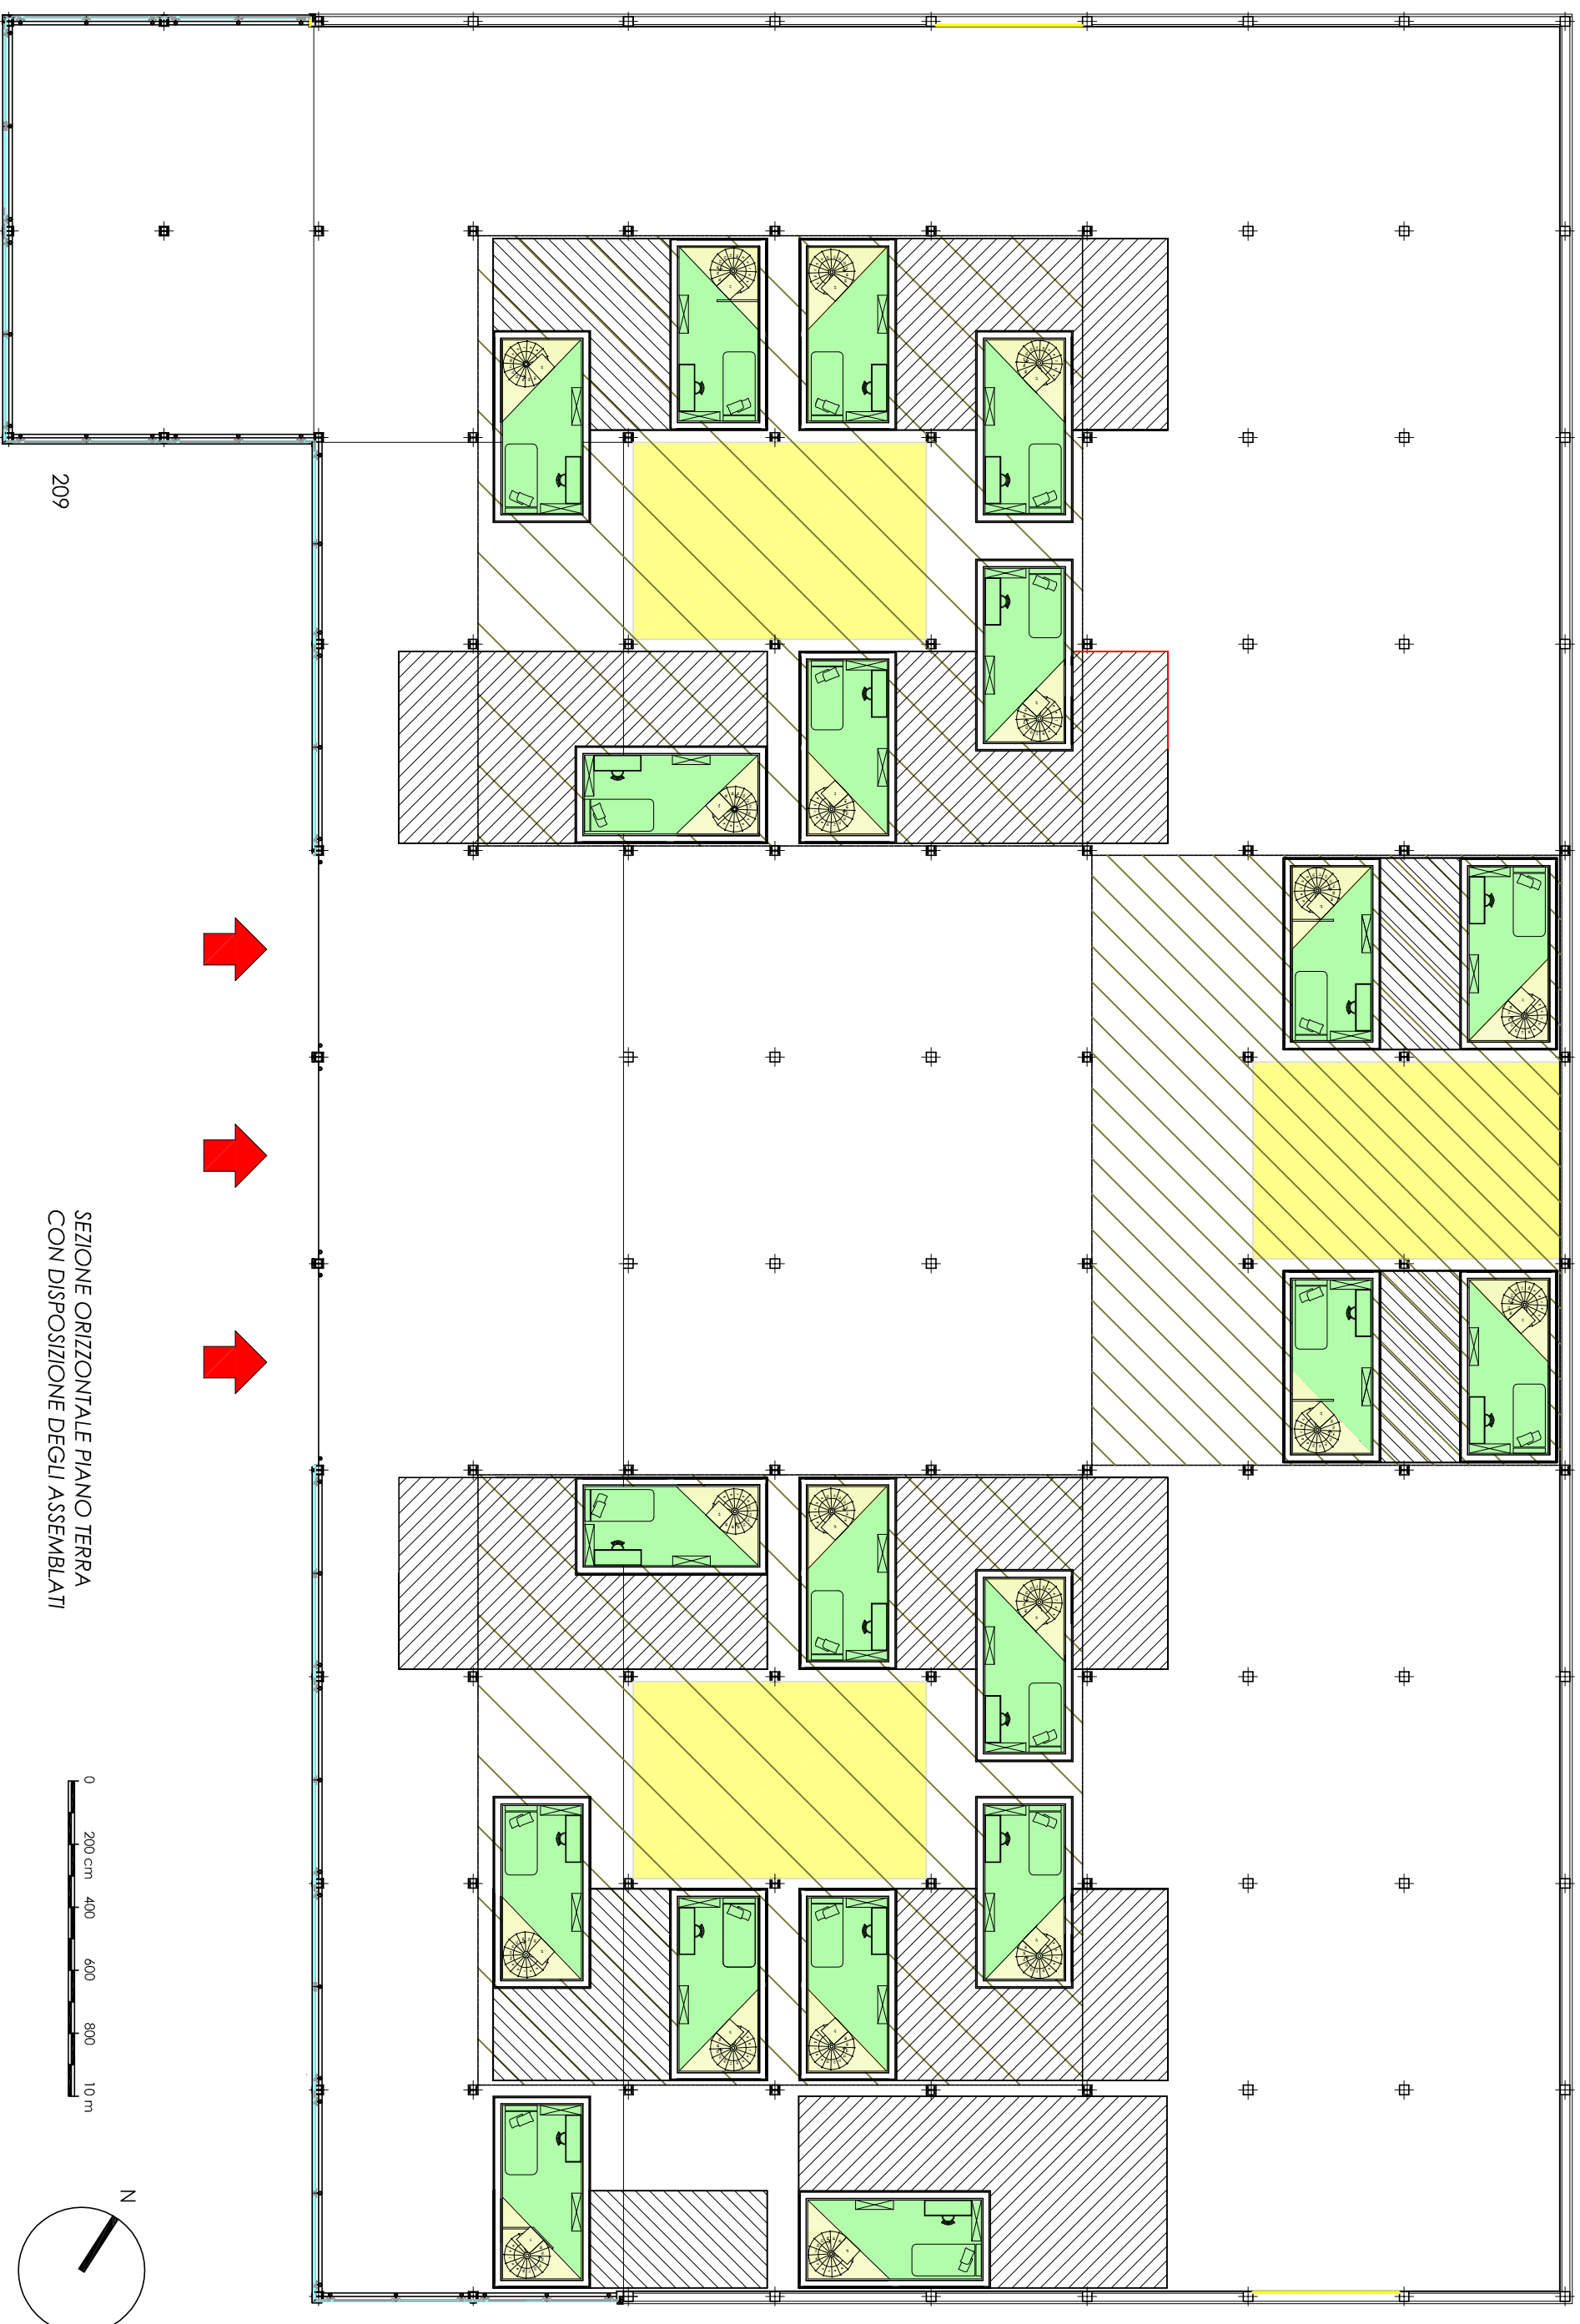 209
SEZIONE ORIZZONTALE PIANO TERRA
CON DISPOSIZIONE DEGLI ASSEMBLATI
0 200 cm 400 600 800 10 m
N